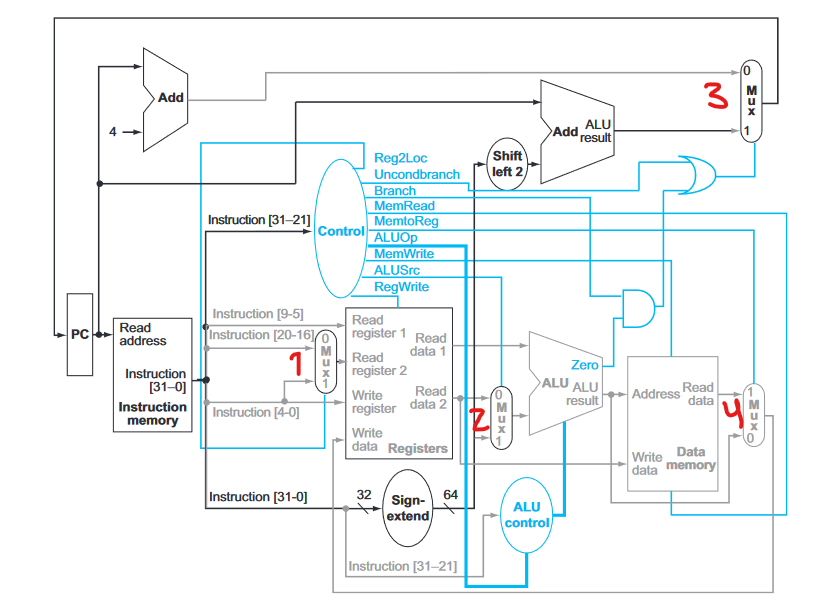 0
M
u
x
1
3
Add
4
Add ALU
result
Shift
left 2
Reg2Loc
Uncondbranch
Branch
MemRead
MemtoReg
ALUOp
MemWrite
ALUSrc
RegWrite
Control
Instruction [31–21]
PC
Read
address
Instruction
[31–0]
Instruction
memory
Instruction [9-5]
Instruction [20-16]
Instruction [4-0]
1
0
M
u
x
1
Read
register 1
Read
register 2
Write
register
Write
data
Read
data 1
Read
data 2
Registers
2
0
M
u
x
1
Zero
ALU
ALU
result
Address
Read
data
Write
data
Data
memory
4
1
M
u
x
0
Instruction [31-0]
32
Sign-
extend
64
ALU
control
Instruction [31–21]